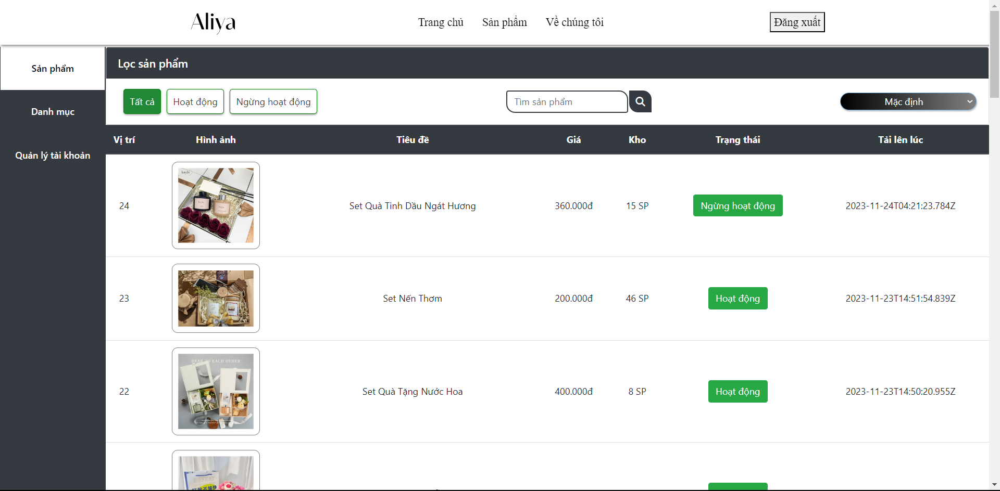 Aliya
Trang chủ
Sản phẩm
Về chúng tôi
Đăng xuất
Sản phẩm
Danh mục
Quản lý tài khoản
Lọc sản phẩm
Tất cả
Hoạt động
Ngừng hoạt động
Tìm sản phẩm
Mặc định
Vị trí Hình ảnh Tiêu đề Giá Kho Trạng thái Tải lên lúc
24 Set Quà Tinh Dầu Ngát Hương 360.000đ 15 SP Ngừng hoạt động 2023-11-24T04:21:23.784Z
23 Set Nến Thơm 200.000đ 46 SP Hoạt động 2023-11-23T14:51:54.839Z
DEAR TO EACH OTHER
22 Set Quà Tặng Nước Hoa 400.000đ 8 SP Hoạt động 2023-11-23T14:50:20.955Z